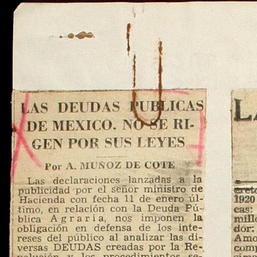 LAS DEUDAS PUBLICAS
DE MEXICO. NO SE RI-
GEN POR SUS LEYES
Por A. MUÑOZ DE COTE
Las declaraciones lanzadas a la
publicidad por el señor ministro de
Hacienda con fecha 11 de enero úl-
timo, en relación con la Deuda Pú-
blica Agraria, nos imponen la
obligación en defensa de los inte-
reses del público al analizar las di-
versas DEUDAS creadas por la Re-